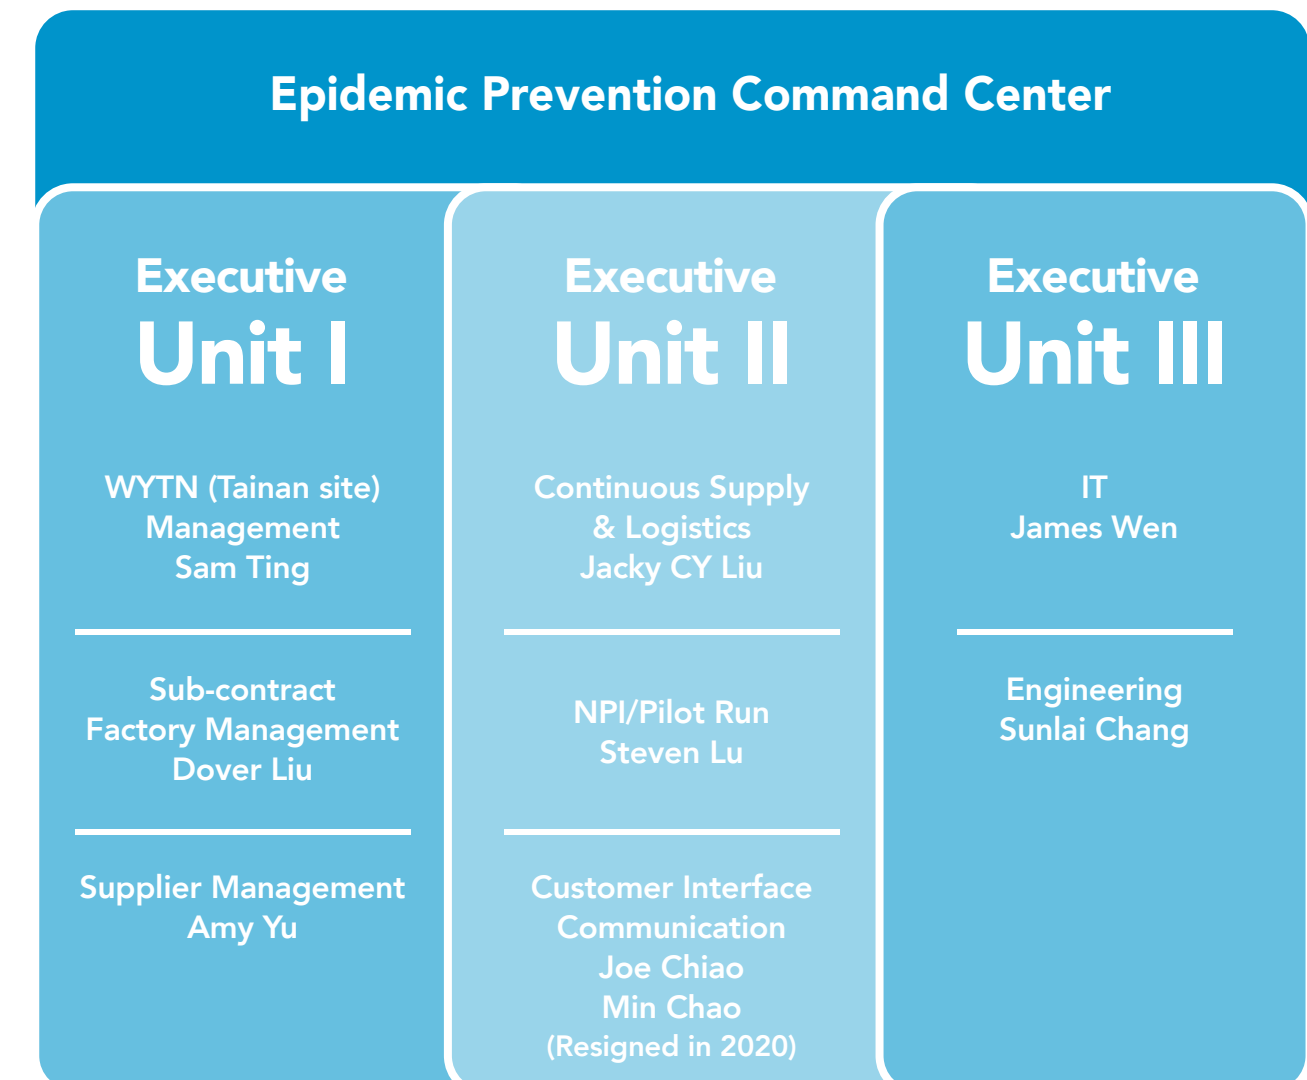 Epidemic Prevention Command Center
Executive
Unit I
WYTN (Tainan site)
Management
Sam Ting
Sub-contract
Factory Management
Dover Liu
Supplier Management
Amy Yu
Executive
Unit II
Continuous Supply
& Logistics
Jacky CY Liu
NPI/Pilot Run
Steven Lu
Customer Interface
Communication
Joe Chiao
Min Chao
(Resigned in 2020)
Executive
Unit III
IT
James Wen
Engineering
Sunlai Chang